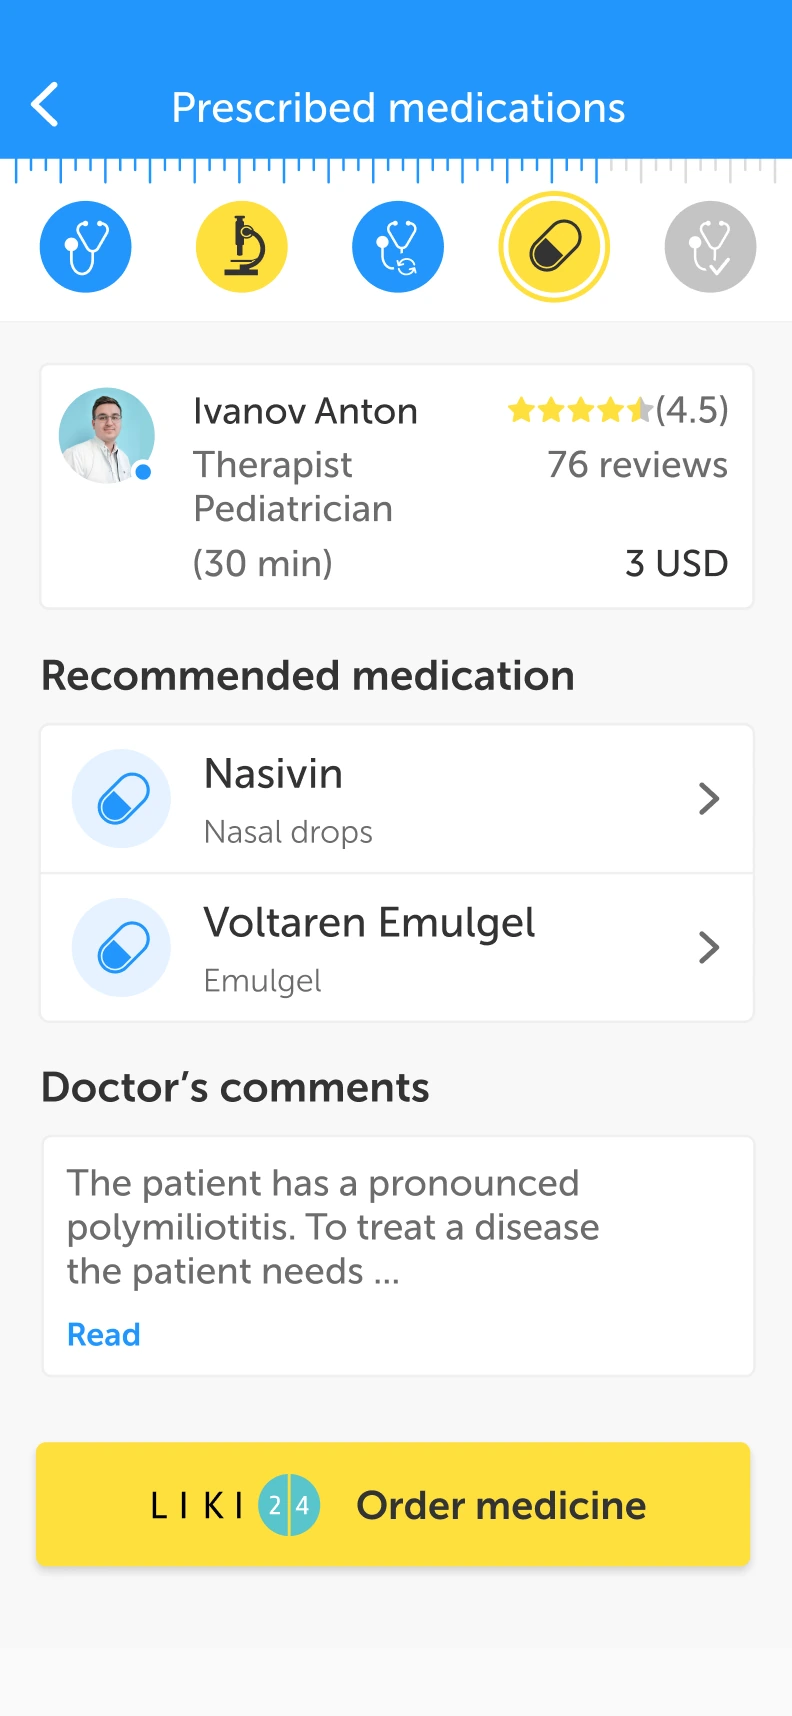 Prescribed medications
Ivanov Anton
(4.5)
Therapist
76 reviews
Pediatrician
(30 min)
3 USD
Recommended medication
Nasivin
Nasal drops
Voltaren Emulgel
Emulgel
Doctor’s comments
The patient has a pronounced
polymiliotitis. To treat a disease
the patient needs ...
Read
LIKI 24 Order medicine